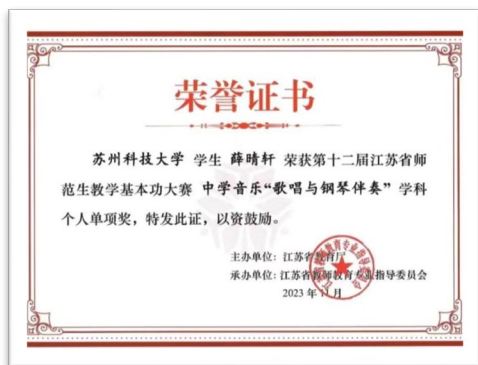 荣誉证书
苏州科技大学 学生 薛晴轩 荣获第十二届江苏省师
范生教学基本功大赛 中学音乐“歌唱与钢琴伴奏” 学科
个人单项奖，特发此证，以资鼓励。
主办单位：江苏省教育厅
承办单位：江苏省教师教育专业指导委员会
2023年11月